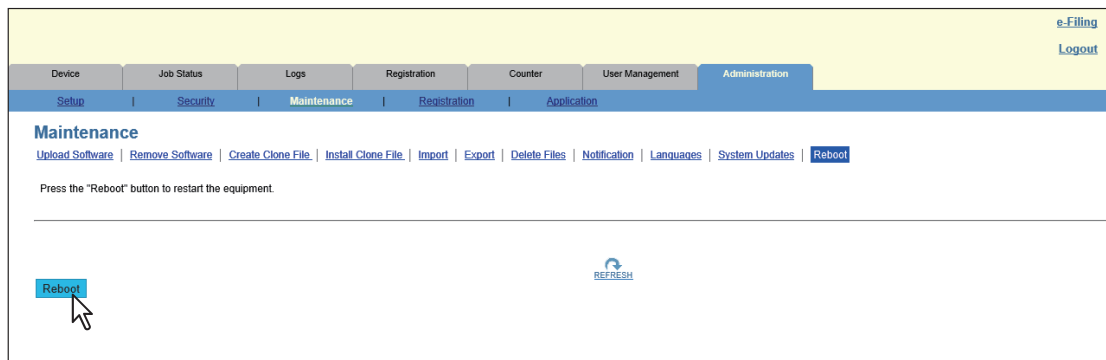 e-Filing
Logout
Device Job Status Logs Registration Counter User Management Administration
Setup | Security | Maintenance | Registration | Application
Maintenance
Upload Software | Remove Software | Create Clone File | Install Clone File | Import | Export | Delete Files | Notification | Languages | System Updates | Reboot
Press the "Reboot" button to restart the equipment.
REFRESH
Reboot